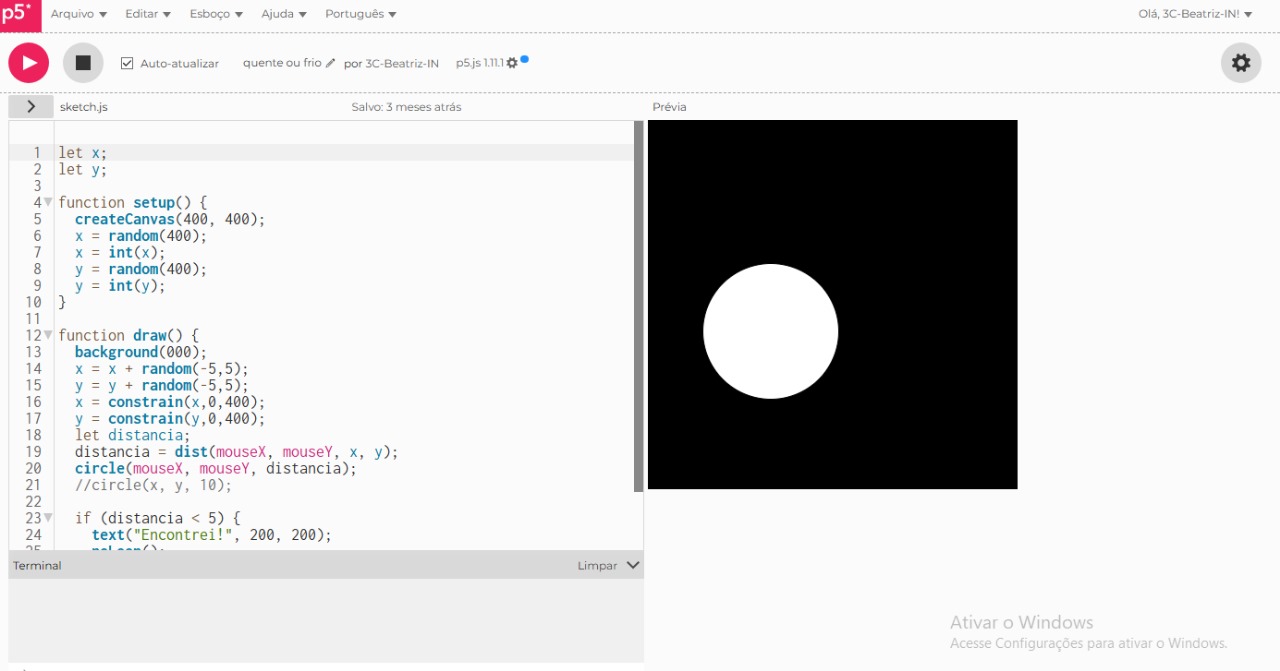 p5* Arquivo Editar Esboço Ajuda Português Olá, 3C-Beatriz-IN!
Auto-atualizar quente ou frio por 3C-Beatriz-IN p5.js 1.11.1
sketch.js Salvo: 3 meses atrás Prévia
1 let x;
2 let y;
3
4 function setup() {
5 createCanvas(400, 400);
6 x = random(400);
7 x = int(x);
8 y = random(400);
9 y = int(y);
10 }
11
12 function draw() {
13 background(000);
14 x = x + random(-5,5);
15 y = y + random(-5,5);
16 x = constrain(x,0,400);
17 y = constrain(y,0,400);
18 let distancia;
19 distancia = dist(mouseX, mouseY, x, y);
20 circle(mouseX, mouseY, distancia);
21 //circle(x, y, 10);
22
23 if (distancia < 5) {
24 text("Encontrei!", 200, 200);
Terminal Limpar
Ativar o Windows
Acesse Configurações para ativar o Windows.